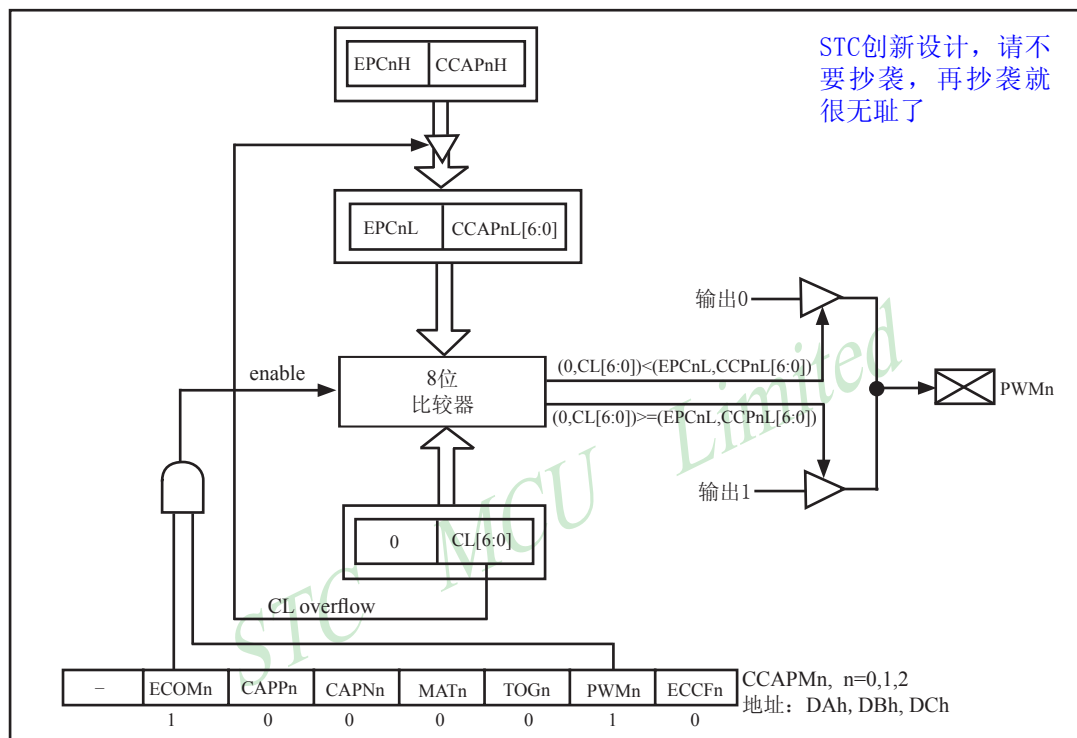 EPCnH CCAPnH
STC创新设计，请不
要抄袭，再抄袭就
很无耻了
EPCnL CCAPnL[6:0]
输出0
enable
8位
比较器
(0,CL[6:0])<(EPCnL,CCPnL[6:0])
(0,CL[6:0])>=(EPCnL,CCPnL[6:0])
PWMn
输出1
0 CL[6:0]
CL overflow
STC MCU Limited
– ECOMn CAPPn CAPNn MATn TOGn PWMn ECCFn
1 0 0 0 0 1 0
CCAPMn, n=0,1,2
地址：DAh, DBh, DCh